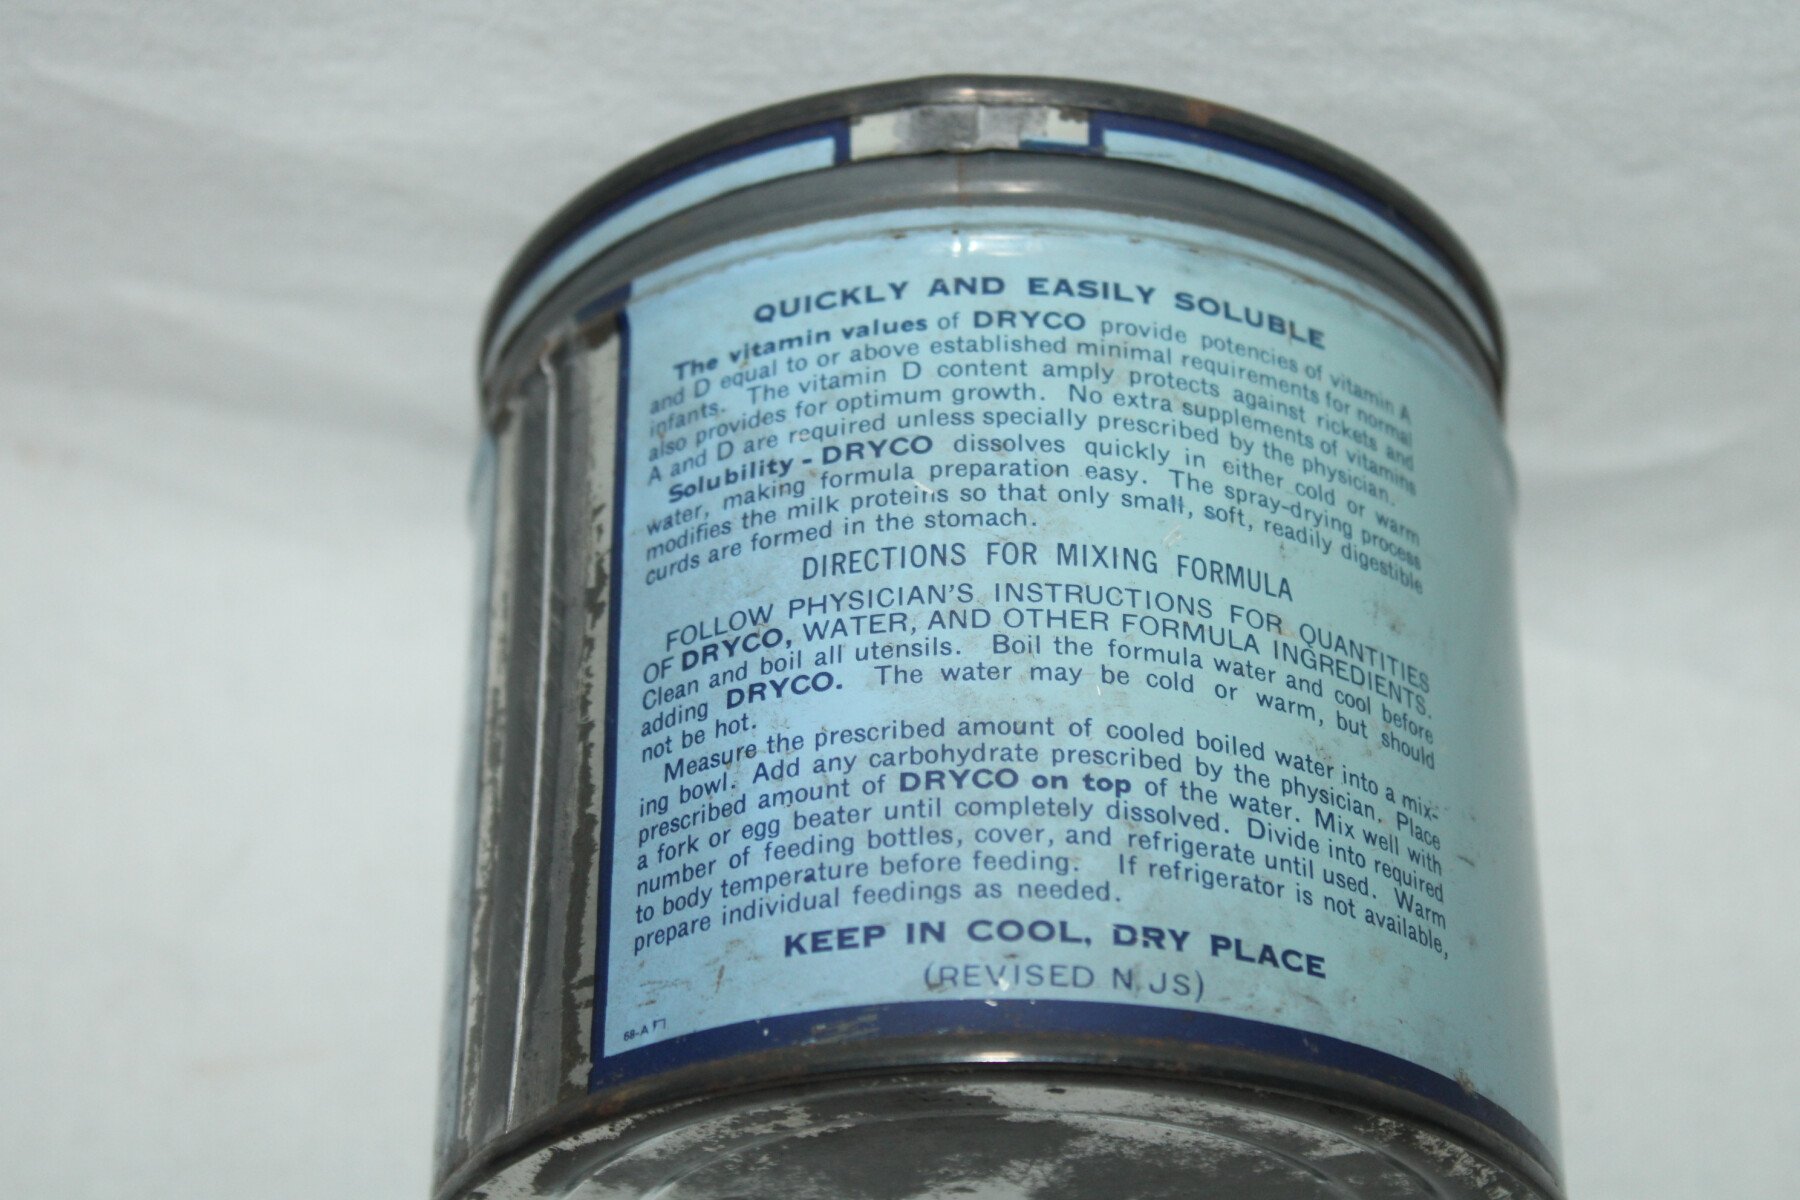 QUICKLY AND EASILY SOLUBLE
The vitamin values of DRYCO provide potencies of vitamin A
and D equal to or above established minimal requirements for normal
infants. The vitamin D content amply protects against rickets and
also provides for optimum growth. No extra supplements of vitamins
A and D are required unless specially prescribed by the physician.
Solubility - DRYCO dissolves quickly in either cold or warm
water, making formula preparation easy. The spray-drying process
modifies the milk proteins so that only small, soft, readily digestible
curds are formed in the stomach.
DIRECTIONS FOR MIXING FORMULA
FOLLOW PHYSICIAN'S INSTRUCTIONS FOR QUANTITIES
OF DRYCO, WATER, AND OTHER FORMULA INGREDIENTS.
Clean and boil all utensils. Boil the formula water and cool before
adding DRYCO. The water may be cold or warm, but should
not be hot.
Measure the prescribed amount of cooled boiled water into a mix-
ing bowl. Add any carbohydrate prescribed by the physician. Place
prescribed amount of DRYCO on top of the water. Mix well with
a fork or egg beater until completely dissolved. Divide into required
number of feeding bottles, cover, and refrigerate until used. Warm
to body temperature before feeding. If refrigerator is not available,
prepare individual feedings as needed.
KEEP IN COOL, DRY PLACE
(REVISED N.JS)
68-A